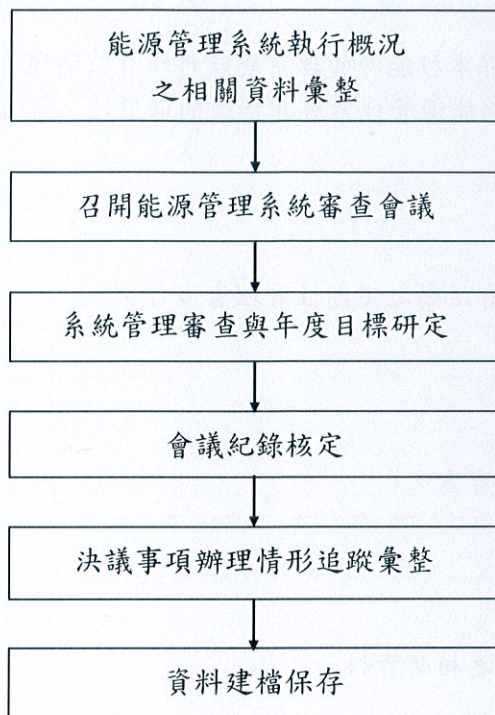 能源管理系統執行概況
之相關資料彙整
召開能源管理系統審查會議
系統管理審查與年度目標研定
會議紀錄核定
決議事項辦理情形追蹤彙整
資料建檔保存